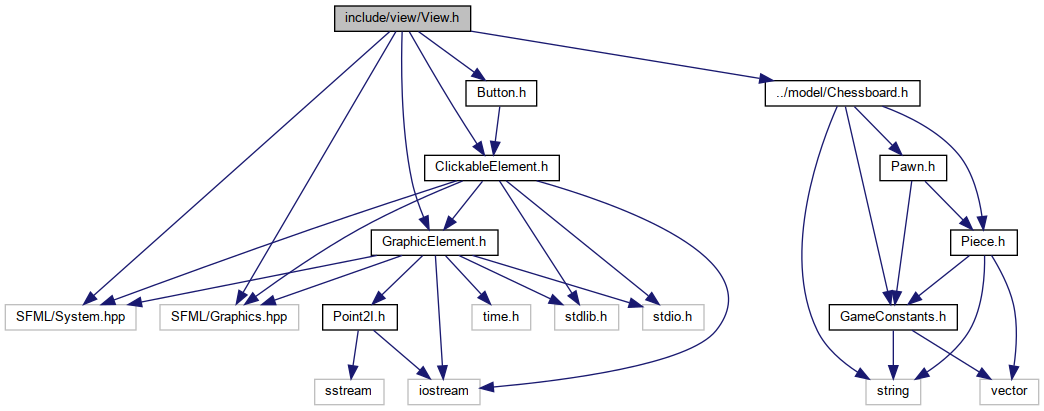 include/view/View.h
Button.h
../model/Chessboard.h
ClickableElement.h
Pawn.h
GraphicElement.h
Piece.h
SFML/System.hpp
SFML/Graphics.hpp
Point2I.h
time.h
stdlib.h
stdio.h
GameConstants.h
sstream
iostream
string
vector